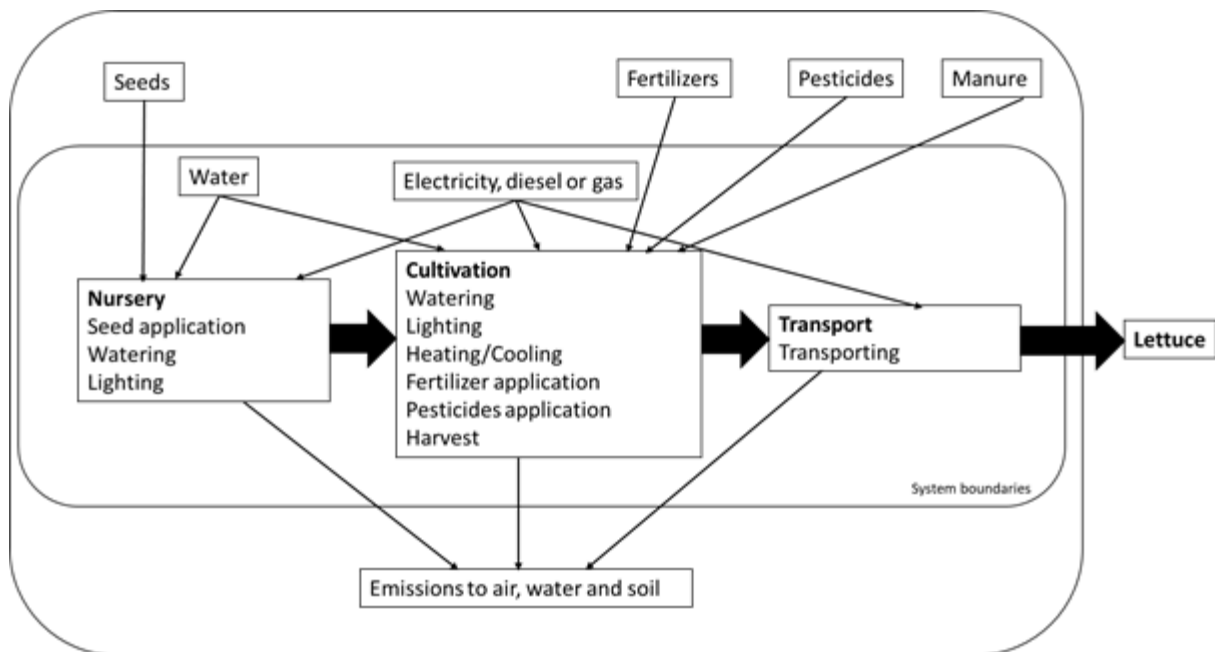 Seeds
Fertilizers
Pesticides
Manure
Water
Electricity, diesel or gas
Nursery
Seed application
Watering
Lighting
Cultivation
Watering
Lighting
Heating/Cooling
Fertilizer application
Pesticides application
Harvest
Transport
Transporting
Lettuce
System boundaries
Emissions to air, water and soil